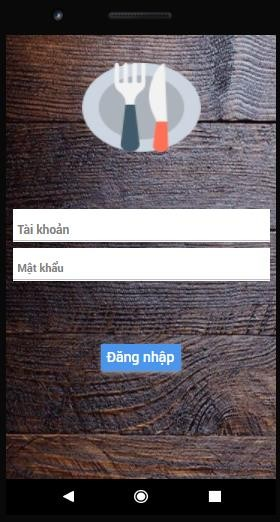 Tài khoản
Mật khẩu
Đăng nhập